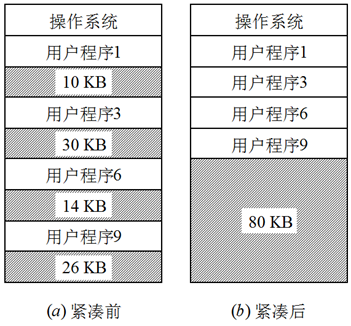 操作系统
用户程序1
10 KB
用户程序3
30 KB
用户程序6
14 KB
用户程序9
26 KB
(a) 紧凑前
操作系统
用户程序1
用户程序3
用户程序6
用户程序9
80 KB
(b) 紧凑后